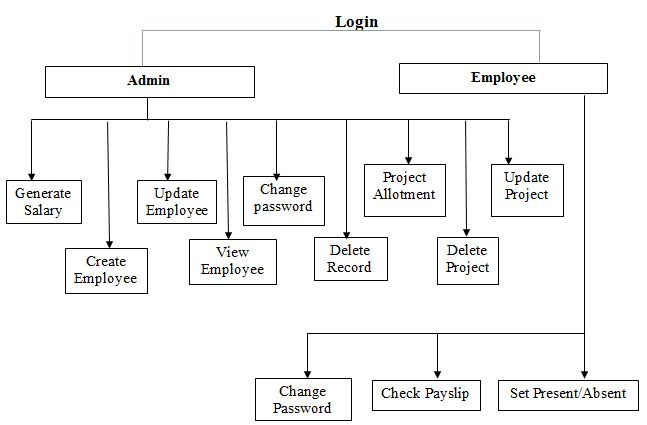 Login
Admin
Employee
Generate
Salary
Create
Employee
Update
Employee
View
Employee
Change
password
Delete
Record
Project
Allotment
Delete
Project
Update
Project
Change
Password
Check Payslip
Set Present/Absent